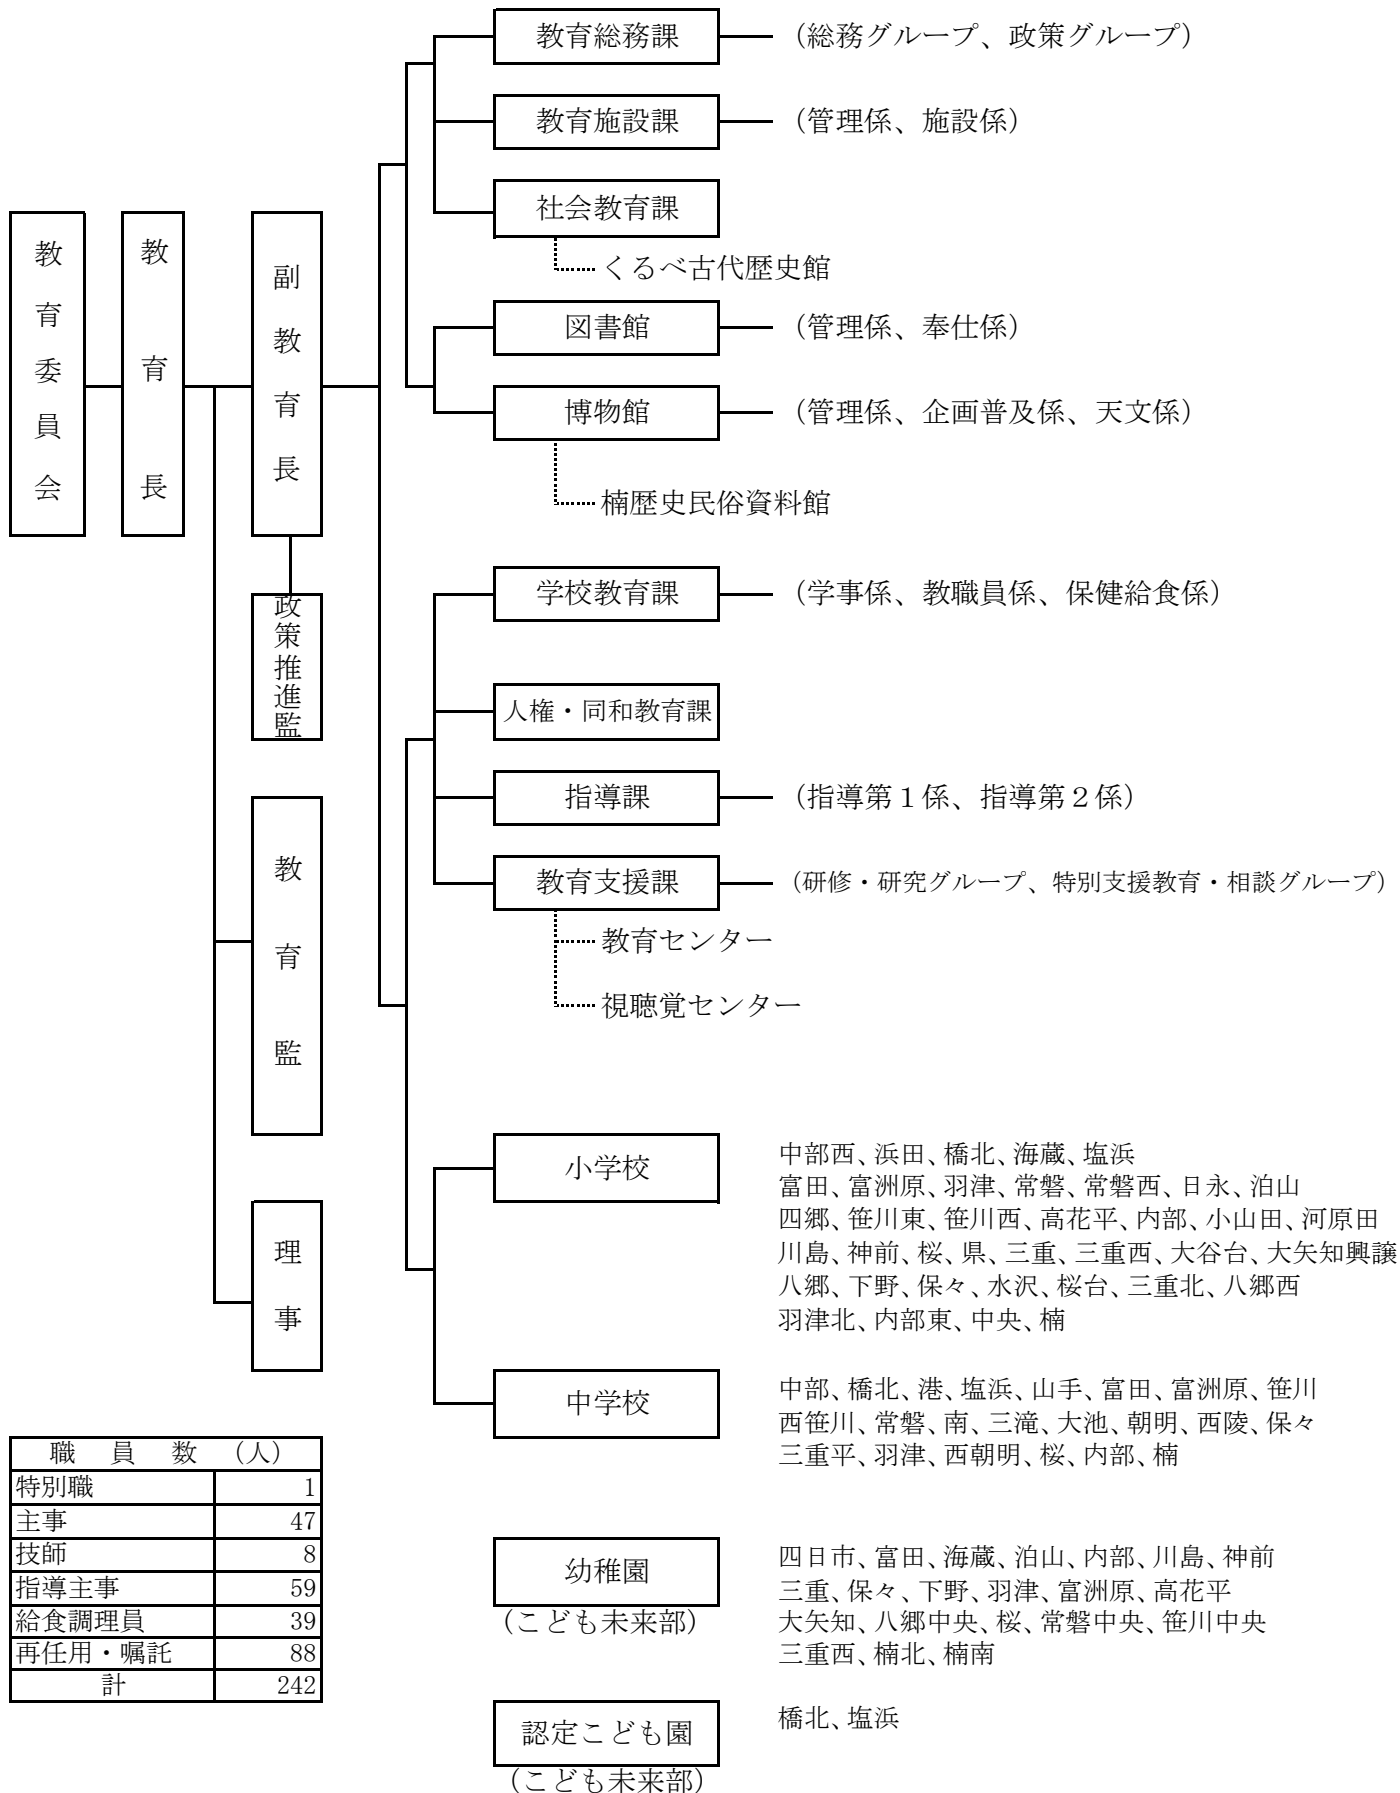 教育委員会
教育長
副教育長
政策推進監
教育監
理事
教育総務課
（総務グループ、政策グループ）
教育施設課
（管理係、施設係）
社会教育課
くるべ古代歴史館
図書館
（管理係、奉仕係）
博物館
（管理係、企画普及係、天文係）
楠歴史民俗資料館
学校教育課
（学事係、教職員係、保健給食係）
人権・同和教育課
指導課
（指導第１係、指導第２係）
教育支援課
（研修・研究グループ、特別支援教育・相談グループ）
教育センター
視聴覚センター
小学校
中部西、浜田、橋北、海蔵、塩浜
富田、富洲原、羽津、常磐、常磐西、日永、泊山
四郷、笹川東、笹川西、高花平、内部、小山田、河原田
川島、神前、桜、県、三重、三重西、大谷台、大矢知興譲
八郷、下野、保々、水沢、桜台、三重北、八郷西
羽津北、内部東、中央、楠
中学校
中部、橋北、港、塩浜、山手、富田、富洲原、笹川
西笹川、常磐、南、三滝、大池、朝明、西陵、保々
三重平、羽津、西朝明、桜、内部、楠
幼稚園
（こども未来部）
四日市、富田、海蔵、泊山、内部、川島、神前
三重、保々、下野、羽津、富洲原、高花平
大矢知、八郷中央、桜、常磐中央、笹川中央
三重西、楠北、楠南
認定こども園
（こども未来部）
橋北、塩浜
職　員　数　（人）
特別職 1
主事 47
技師 8
指導主事 59
給食調理員 39
再任用・嘱託 88
計 242